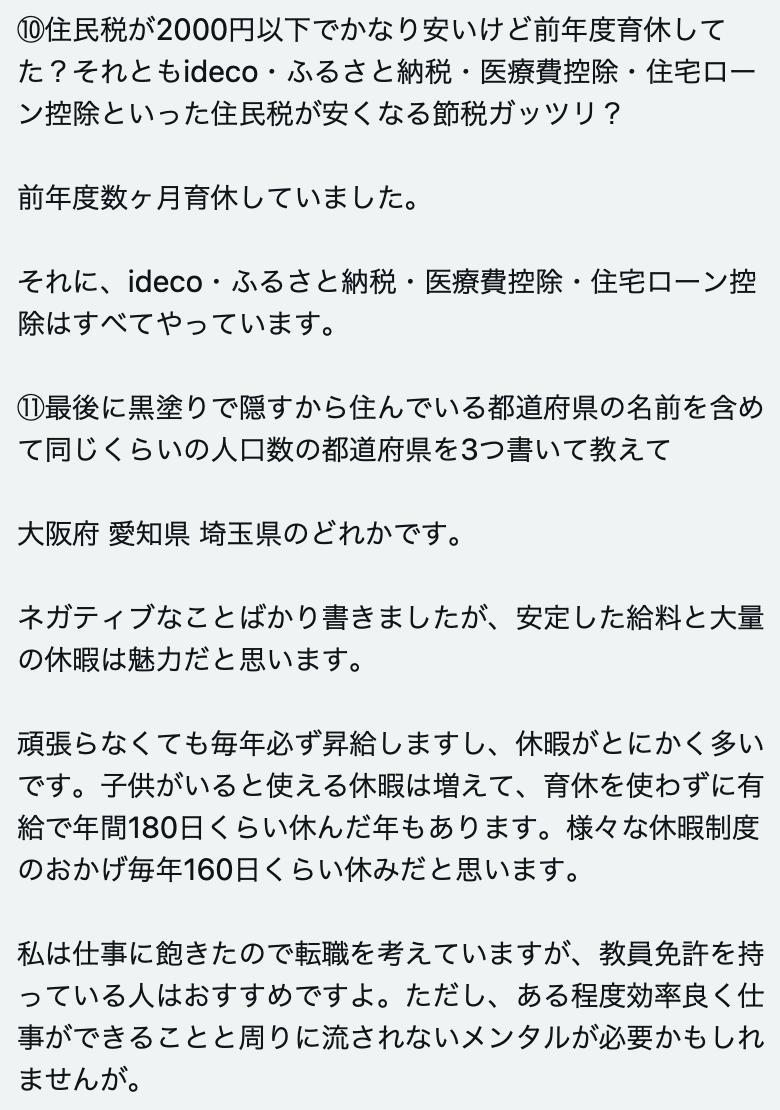 ⑩住民税が2000円以下でかなり安いけど前年度育休して
た？それともideco・ふるさと納税・医療費控除・住宅ロー
ン控除といった住民税が安くなる節税ガッツリ？
前年度数ヶ月育休していました。
それに、ideco・ふるさと納税・医療費控除・住宅ローン控
除はすべてやっています。
⑪最後に黒塗りで隠すから住んでいる都道府県の名前を含め
て同じくらいの人口数の都道府県を3つ書いて教えて
大阪府 愛知県 埼玉県のどれかです。
ネガティブなことばかり書きましたが、安定した給料と大量
の休暇は魅力だと思います。
頑張らなくても毎年必ず昇給しますし、休暇がとにかく多い
です。子供がいると使える休暇は増えて、育休を使わずに有
給で年間180日くらい休んだ年もあります。様々な休暇制度
のおかげ毎年160日くらい休みだと思います。
私は仕事に飽きたので転職を考えていますが、教員免許を持
っている人はおすすめですよ。ただし、ある程度効率良く仕
事ができることと周りに流されないメンタルが必要かもしれ
ませんが。